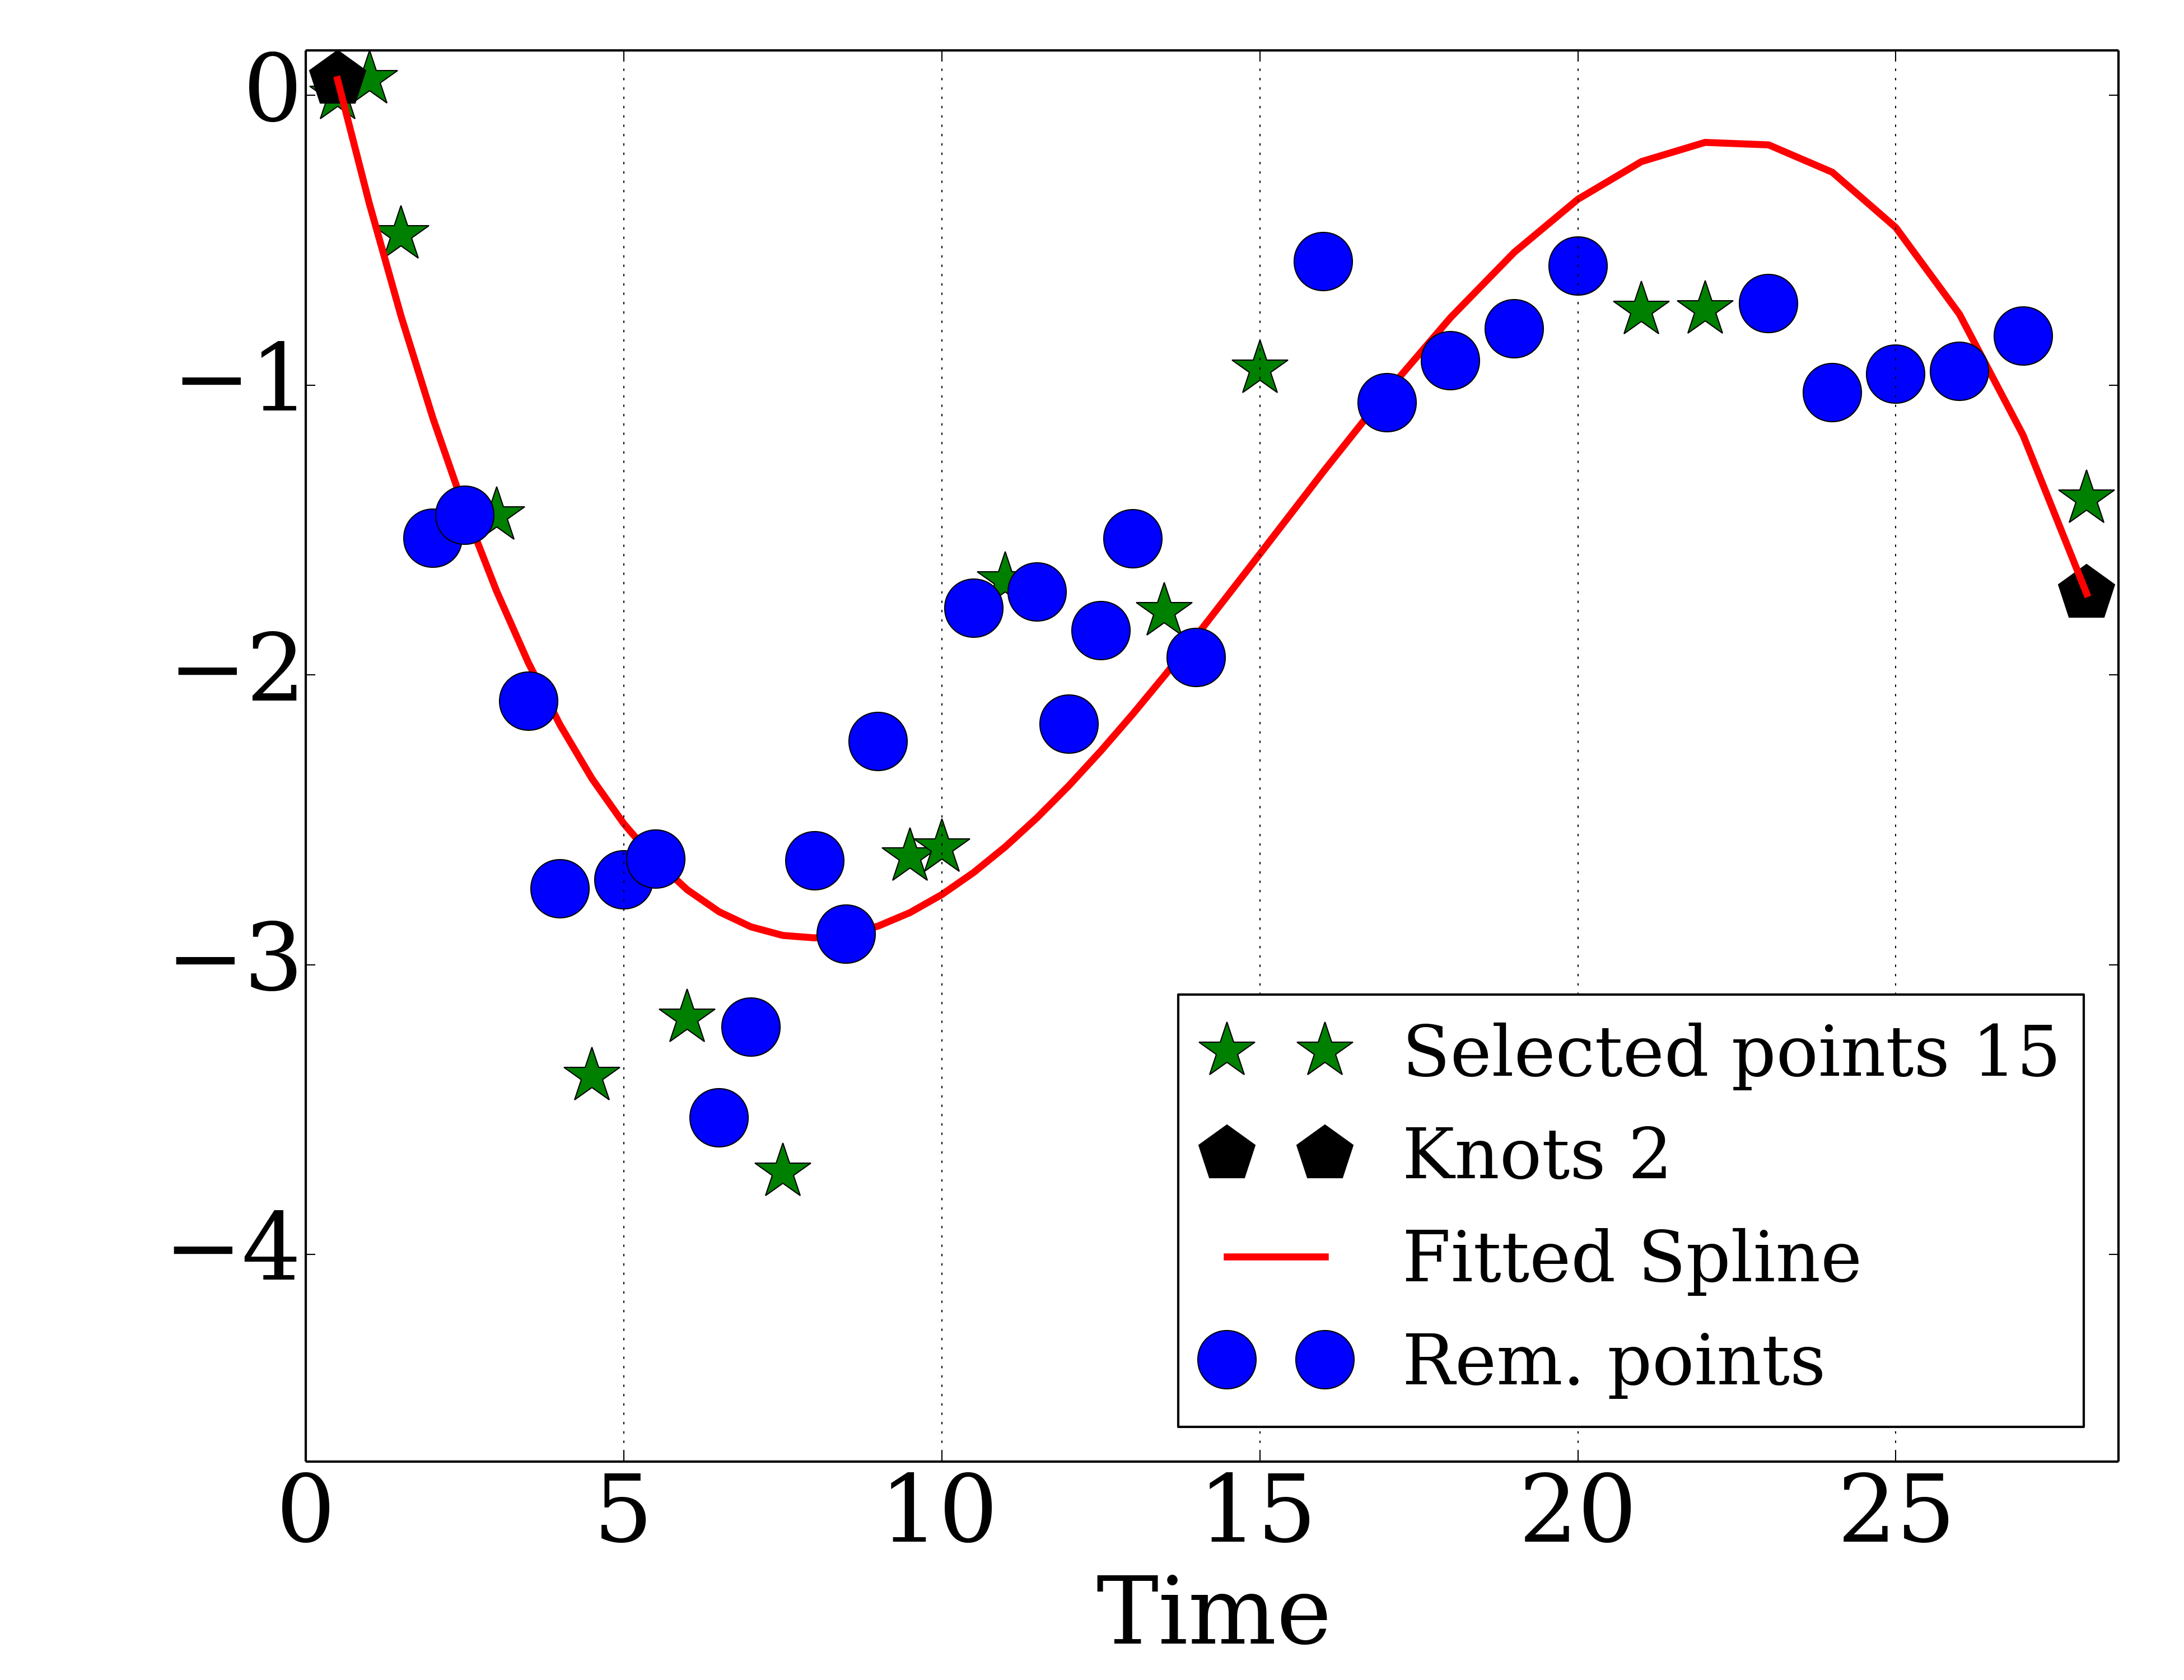 0
−1
−2
−3
−4
Selected points 15
Knots 2
Fitted Spline
Rem. points
0 5 10 15 20 25
Time